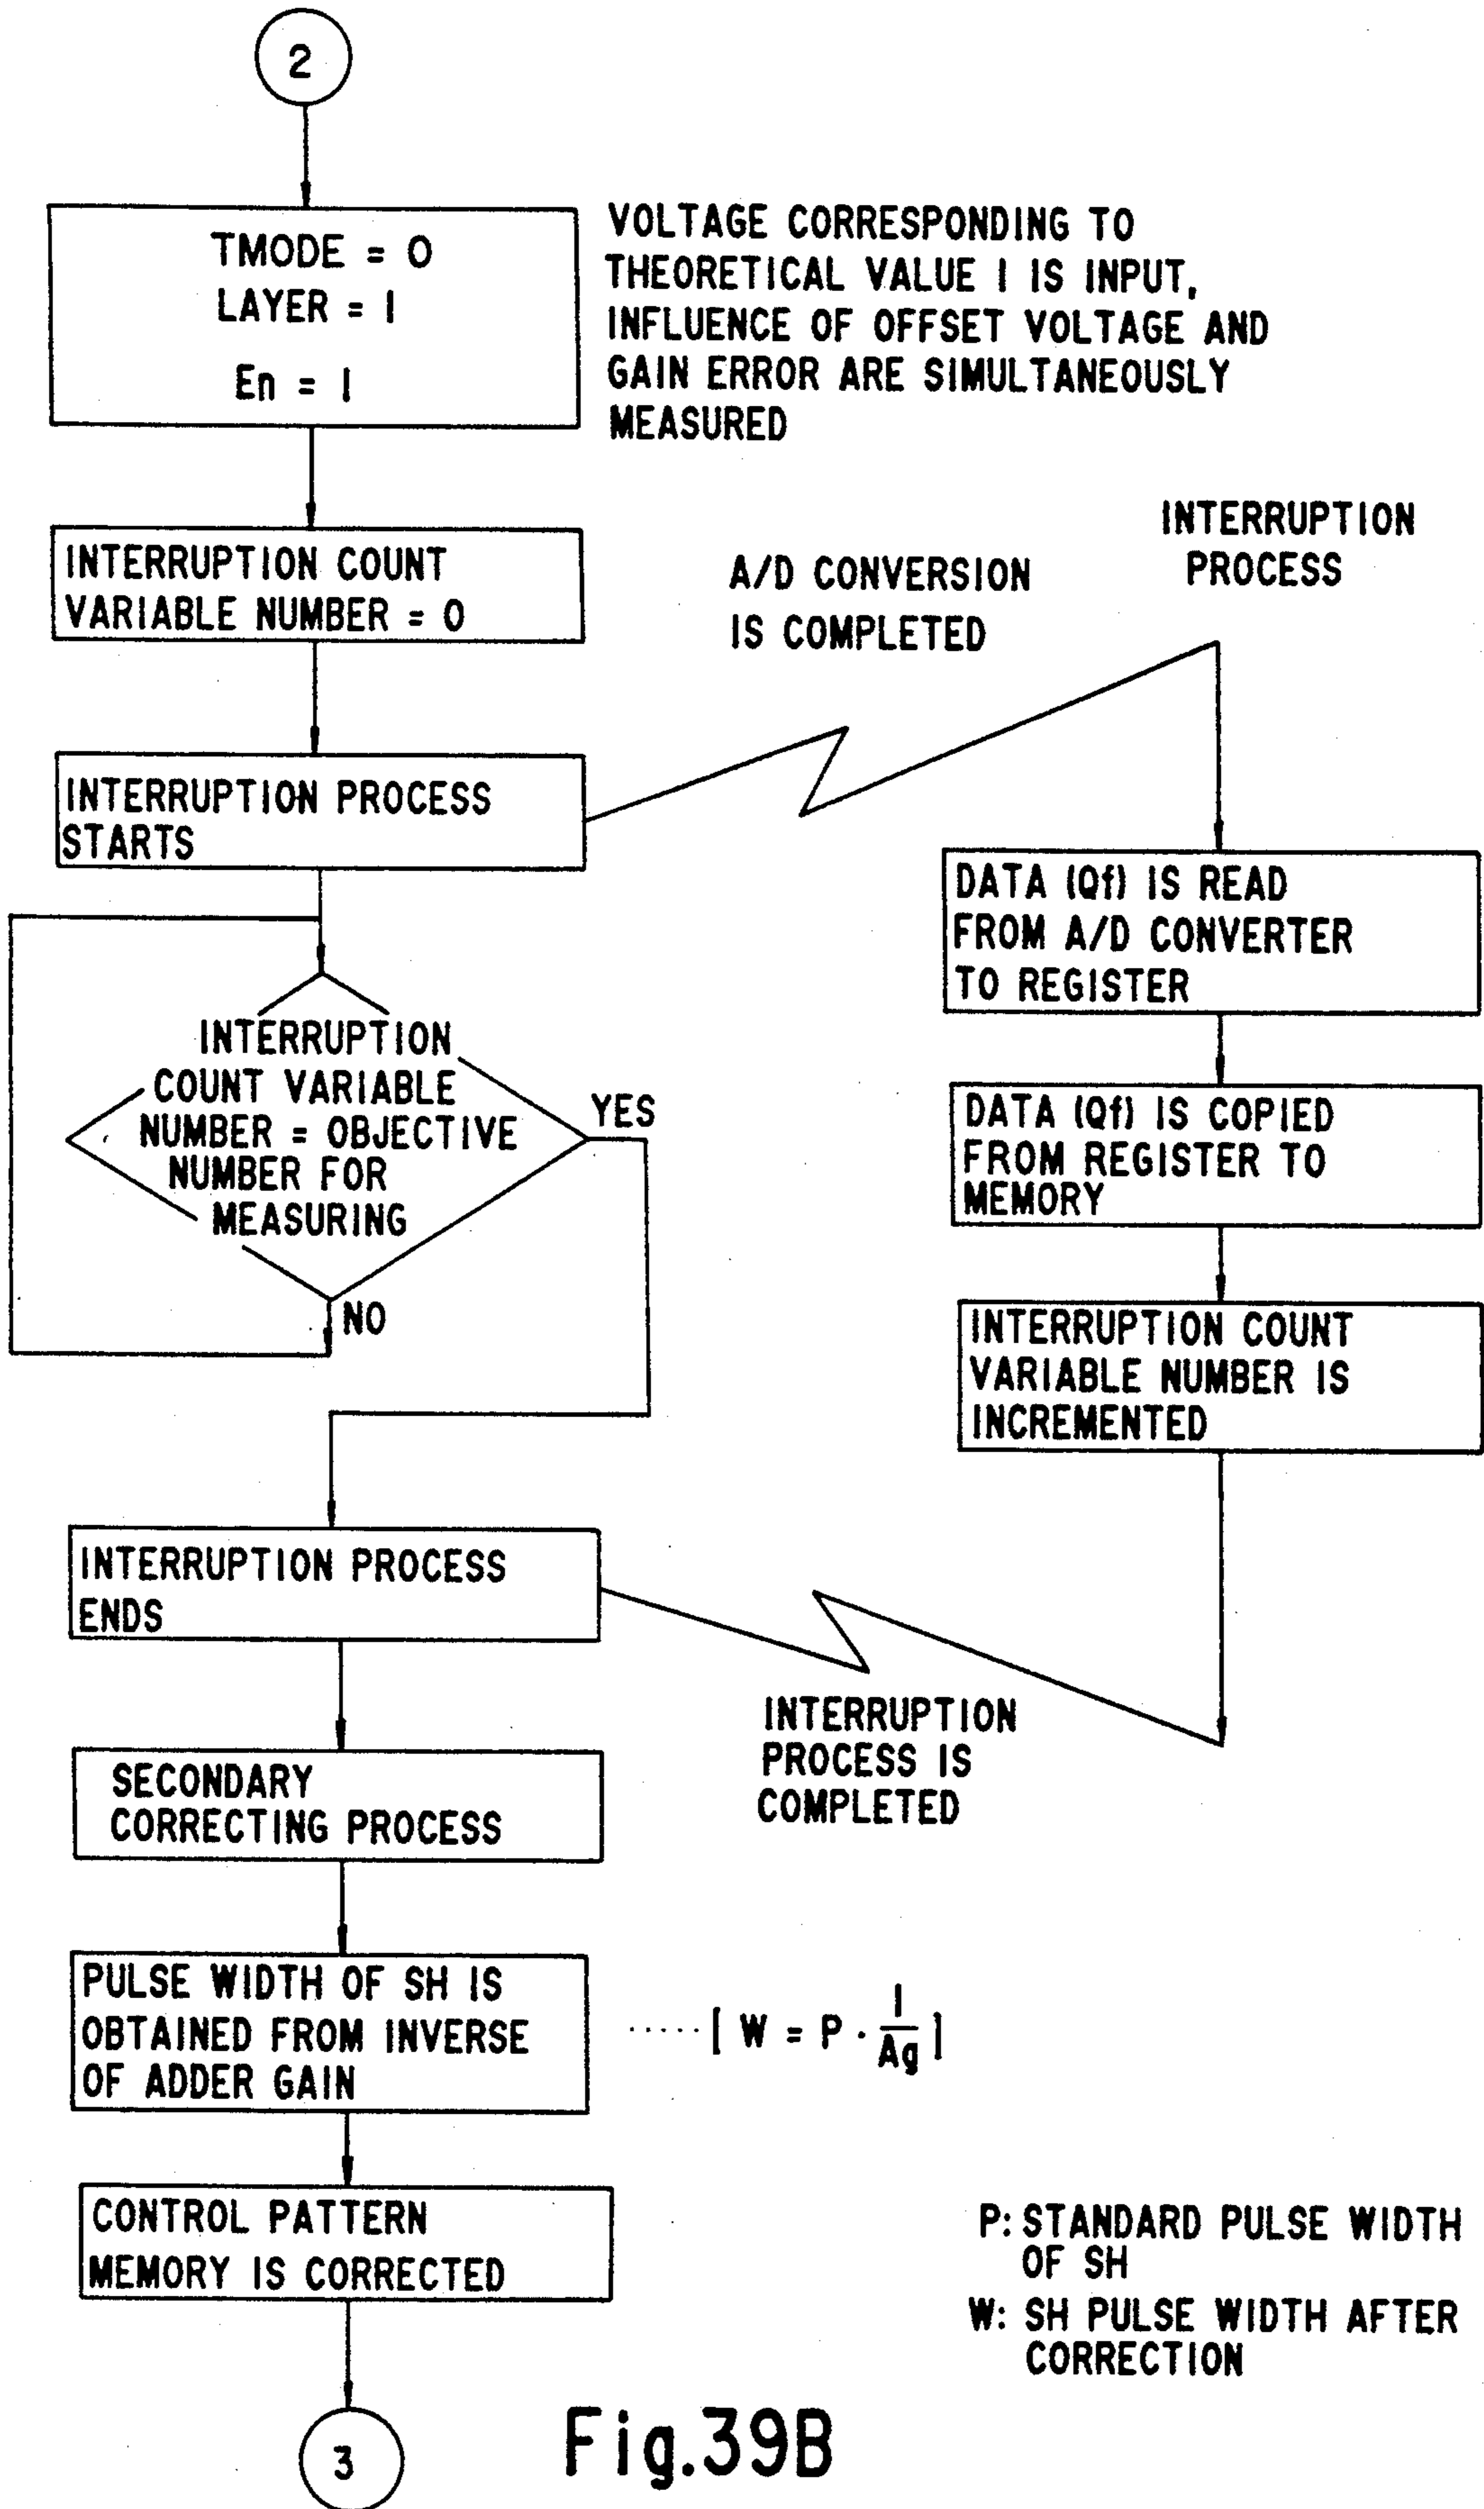 2
TMODE = 0
LAYER = 1
En = 1
VOLTAGE CORRESPONDING TO
THEORETICAL VALUE 1 IS INPUT,
INFLUENCE OF OFFSET VOLTAGE AND
GAIN ERROR ARE SIMULTANEOUSLY
MEASURED
INTERRUPTION COUNT
VARIABLE NUMBER = 0
A/D CONVERSION
IS COMPLETED
INTERRUPTION
PROCESS
INTERRUPTION PROCESS
STARTS
DATA (Qf) IS READ
FROM A/D CONVERTER
TO REGISTER
INTERRUPTION
COUNT VARIABLE
NUMBER = OBJECTIVE
NUMBER FOR
MEASURING
YES
NO
DATA (Qf) IS COPIED
FROM REGISTER TO
MEMORY
INTERRUPTION COUNT
VARIABLE NUMBER IS
INCREMENTED
INTERRUPTION PROCESS
ENDS
INTERRUPTION
PROCESS IS
COMPLETED
SECONDARY
CORRECTING PROCESS
PULSE WIDTH OF SH IS
OBTAINED FROM INVERSE
OF ADDER GAIN
·····[ W = P · 1/Ag ]
CONTROL PATTERN
MEMORY IS CORRECTED
P: STANDARD PULSE WIDTH
OF SH
W: SH PULSE WIDTH AFTER
CORRECTION
3
Fig.39B